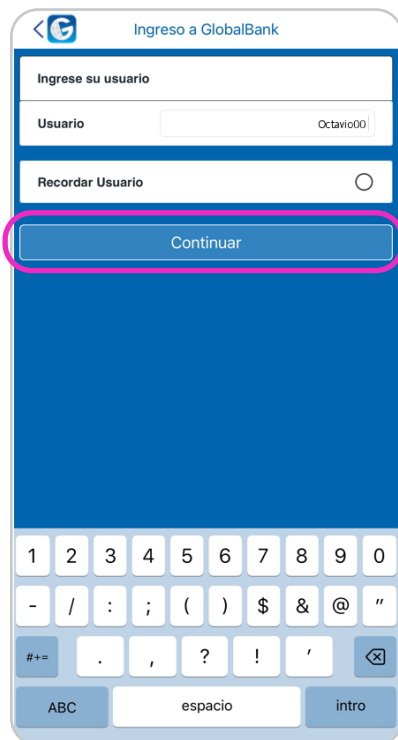 Ingreso a GlobalBank
Ingrese su usuario
Usuario Octavio00
Recordar Usuario
Continuar
1 2 3 4 5 6 7 8 9 0
- / : ; ( ) $ & @ "
#+= . , ? ! '
ABC espacio intro